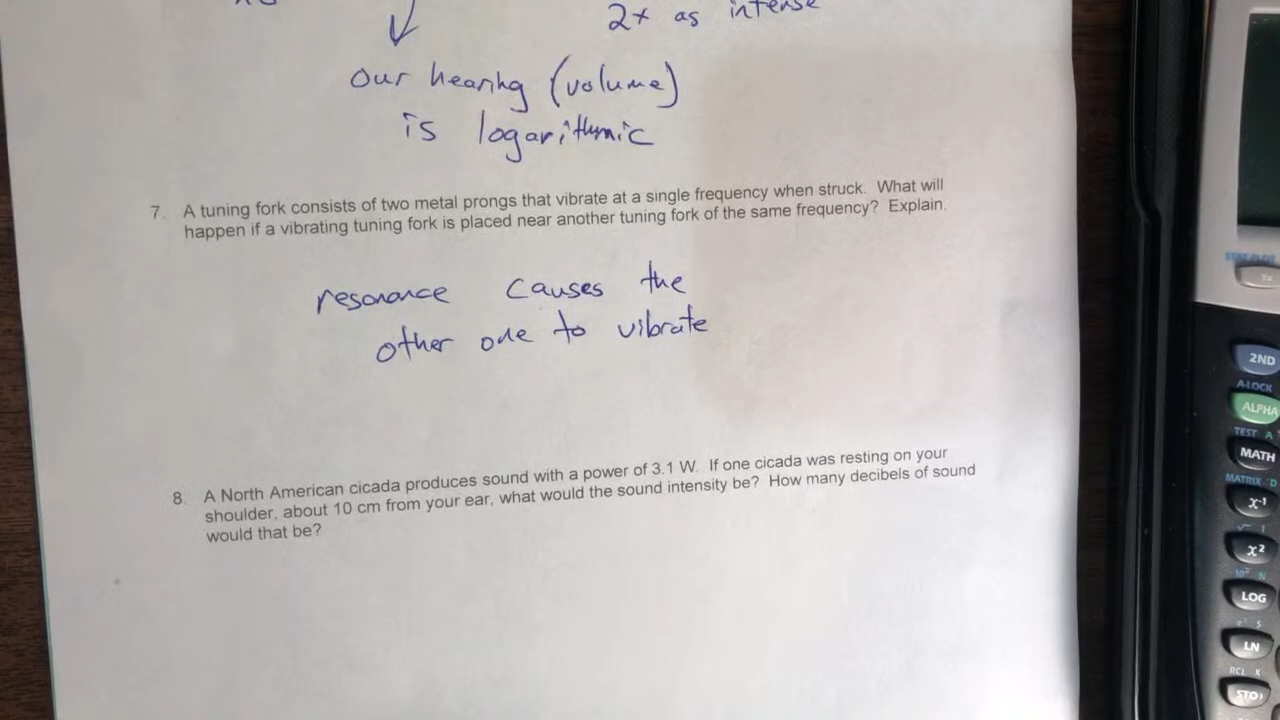 2x as intense
our hearing (volume)
is logarithmic
7. A tuning fork consists of two metal prongs that vibrate at a single frequency when struck. What will
happen if a vibrating tuning fork is placed near another tuning fork of the same frequency? Explain.
resonance causes the
other one to vibrate
8. A North American cicada produces sound with a power of 3.1 W. If one cicada was resting on your
shoulder, about 10 cm from your ear, what would the sound intensity be? How many decibels of sound
would that be?
2ND
A-LOCK
ALPHA
TEST A
MATH
MATRIX D
x-1
x²
LOG
LN
RCL X
STO